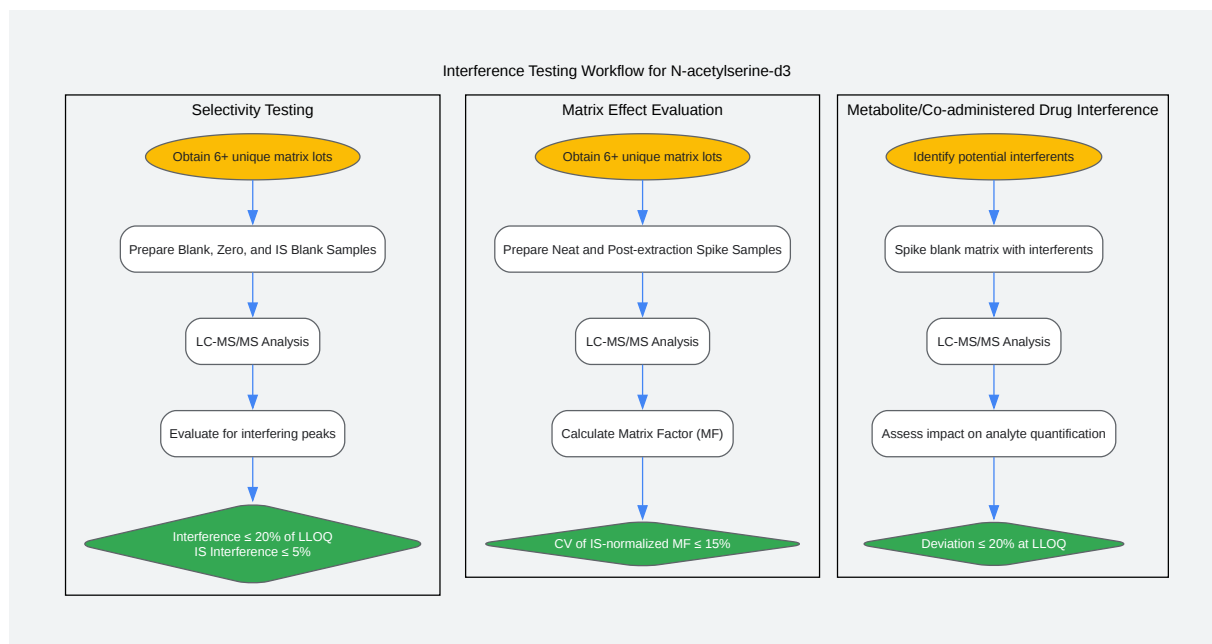 Interference Testing Workflow for N-acetylserine-d3
Selectivity Testing
Obtain 6+ unique matrix lots
Prepare Blank, Zero, and IS Blank Samples
LC-MS/MS Analysis
Evaluate for interfering peaks
Interference ≤ 20% of LLOQ
IS Interference ≤ 5%
Matrix Effect Evaluation
Obtain 6+ unique matrix lots
Prepare Neat and Post-extraction Spike Samples
LC-MS/MS Analysis
Calculate Matrix Factor (MF)
CV of IS-normalized MF ≤ 15%
Metabolite/Co-administered Drug Interference
Identify potential interferents
Spike blank matrix with interferents
LC-MS/MS Analysis
Assess impact on analyte quantification
Deviation ≤ 20% at LLOQ